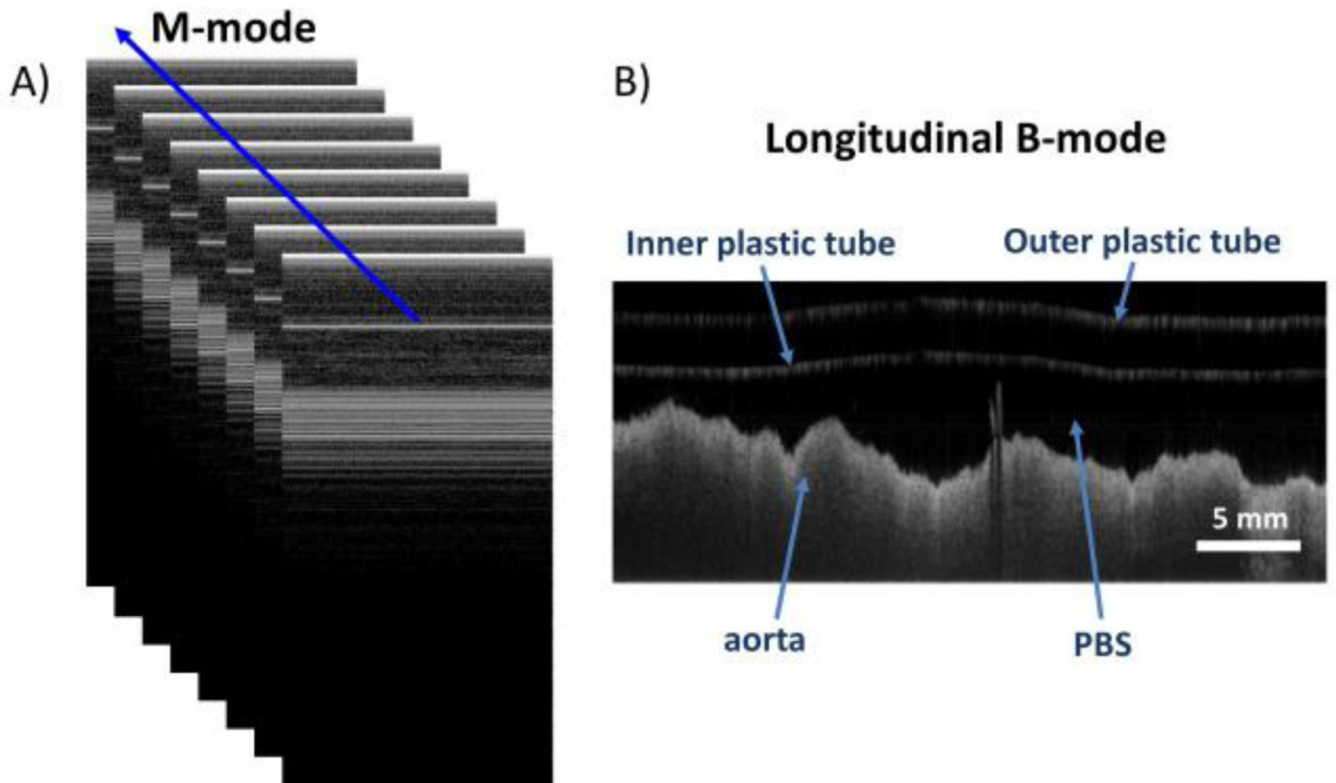 M-mode
A)
B)
Longitudinal B-mode
Inner plastic tube
Outer plastic tube
5 mm
aorta
PBS